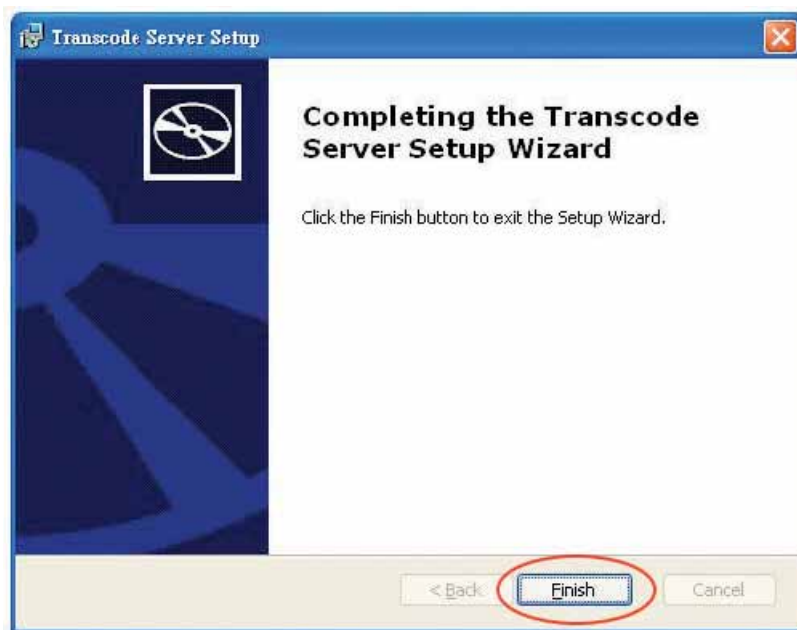 Transcode Server Setup
Completing the Transcode
Server Setup Wizard
Click the Finish button to exit the Setup Wizard.
< Back
Finish
Cancel